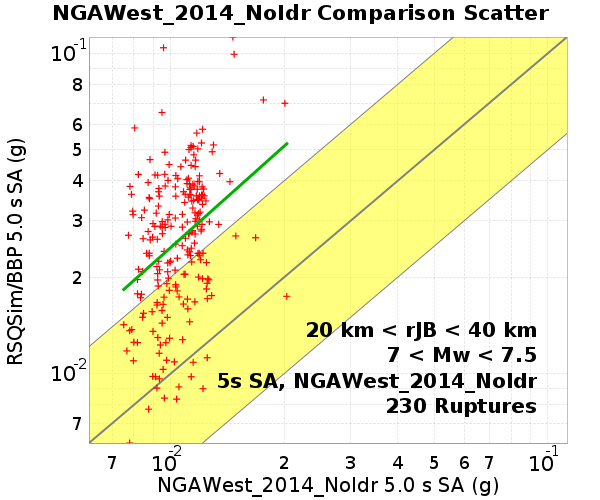 NGAWest_2014_NoIdr Comparison Scatter
RSQSim/BBP 5.0 s SA (g)
10⁻¹
8
6
5
4
3
2
10⁻²
7
20 km < rJB < 40 km
7 < Mw < 7.5
5s SA, NGAWest_2014_NoIdr
230 Ruptures
7 10⁻² 2 3 4 5 6 7 8 10⁻¹
NGAWest_2014_NoIdr 5.0 s SA (g)